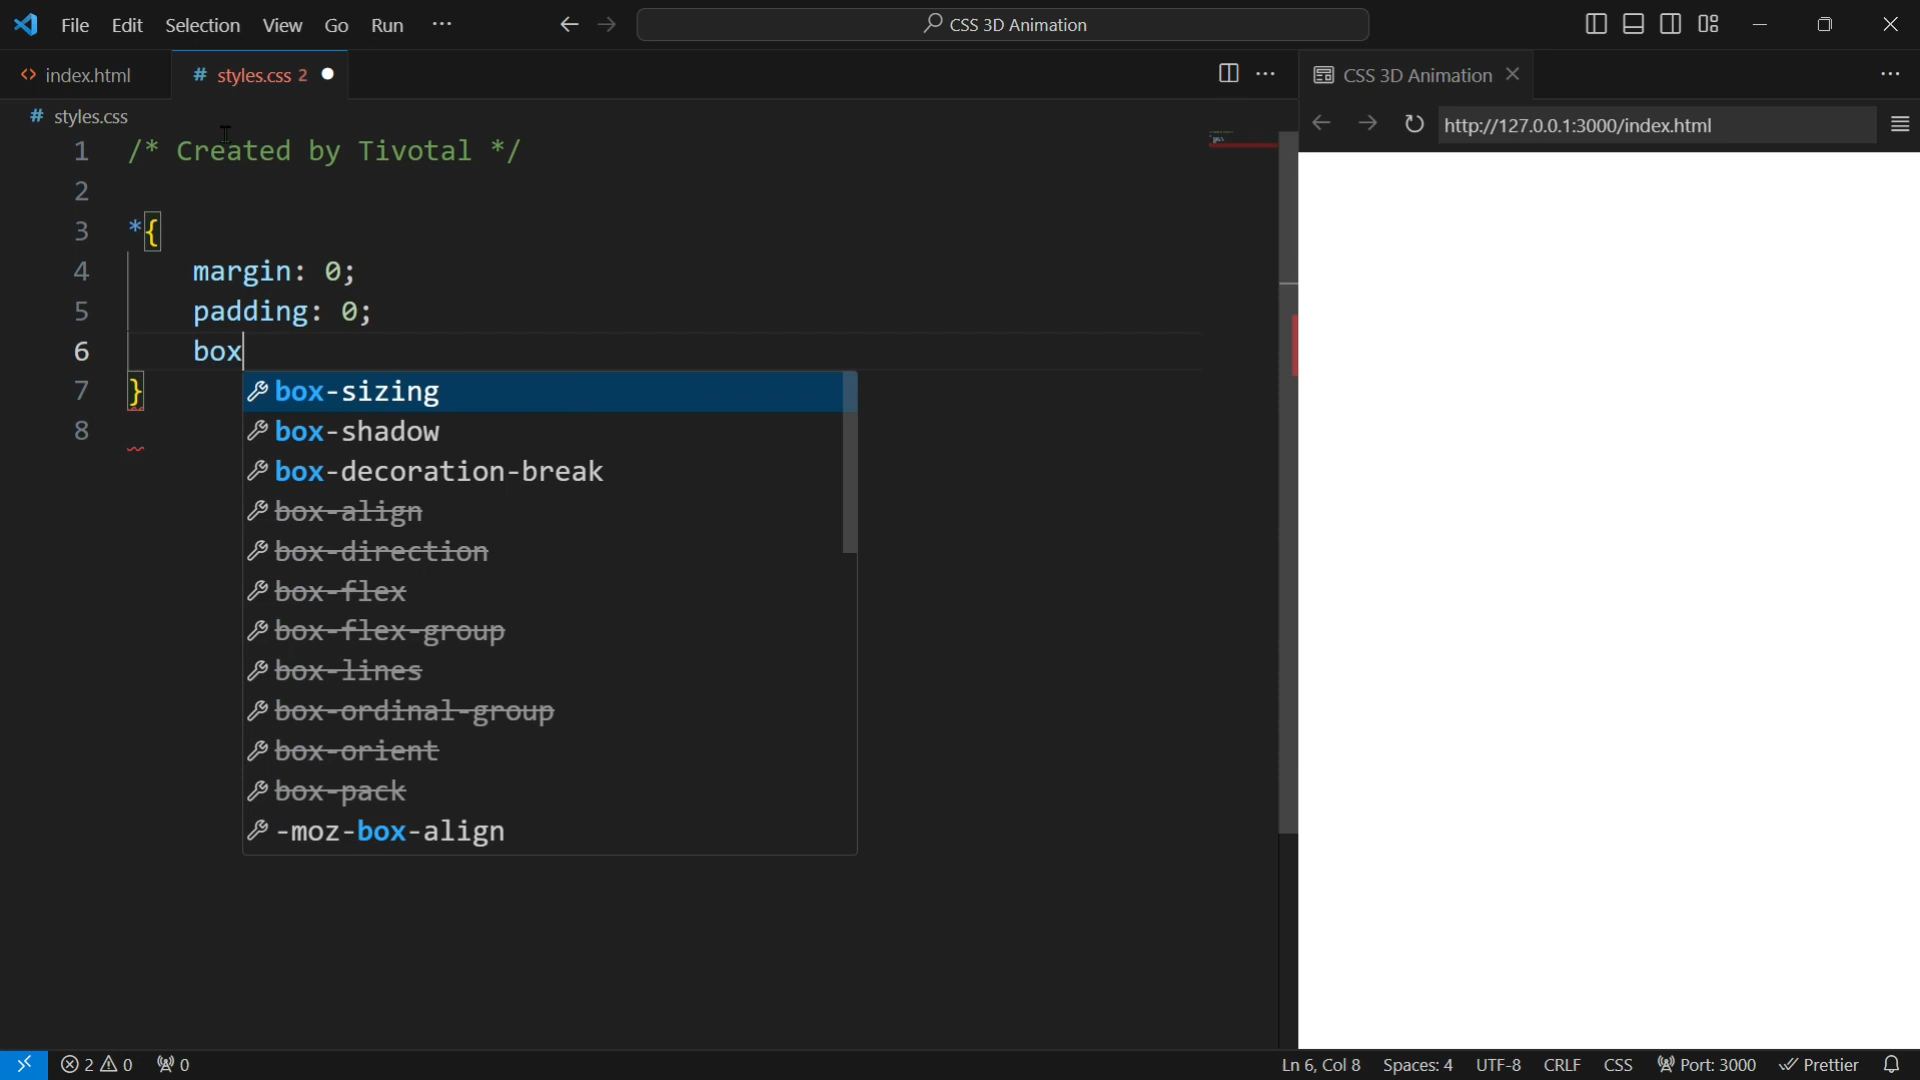 File Edit Selection View Go Run ··· CSS 3D Animation
index.html # styles.css 2 CSS 3D Animation
# styles.css http://127.0.0.1:3000/index.html
1 /* Created by Tivotal */
2
3 *{
4 margin: 0;
5 padding: 0;
6 box
7 }
8
box-sizing
box-shadow
box-decoration-break
box-align
box-direction
box-flex
box-flex-group
box-lines
box-ordinal-group
box-orient
box-pack
-moz-box-align
2 0 0 Ln 6, Col 8 Spaces: 4 UTF-8 CRLF CSS Port: 3000 Prettier